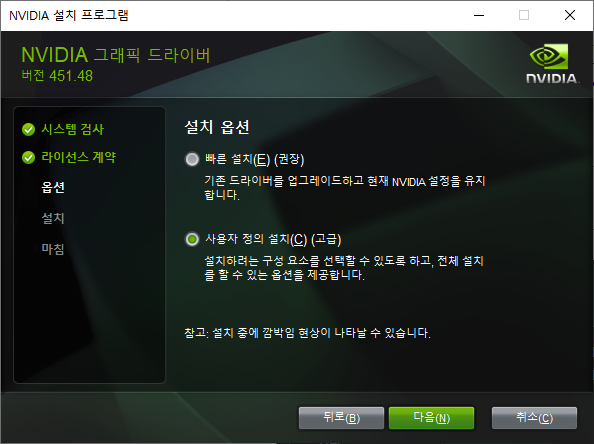 NVIDIA 설치 프로그램
NVIDIA 그래픽 드라이버
버전 451.48
NVIDIA.
시스템 검사
라이선스 계약
옵션
설치
마침
설치 옵션
빠른 설치(E) (권장)
기존 드라이버를 업그레이드하고 현재 NVIDIA 설정을 유지
합니다.
사용자 정의 설치(C) (고급)
설치하려는 구성 요소를 선택할 수 있도록 하고, 전체 설치
를 할 수 있는 옵션을 제공합니다.
참고: 설치 중에 깜박임 현상이 나타날 수 있습니다.
뒤로(B)
다음(N)
취소(C)